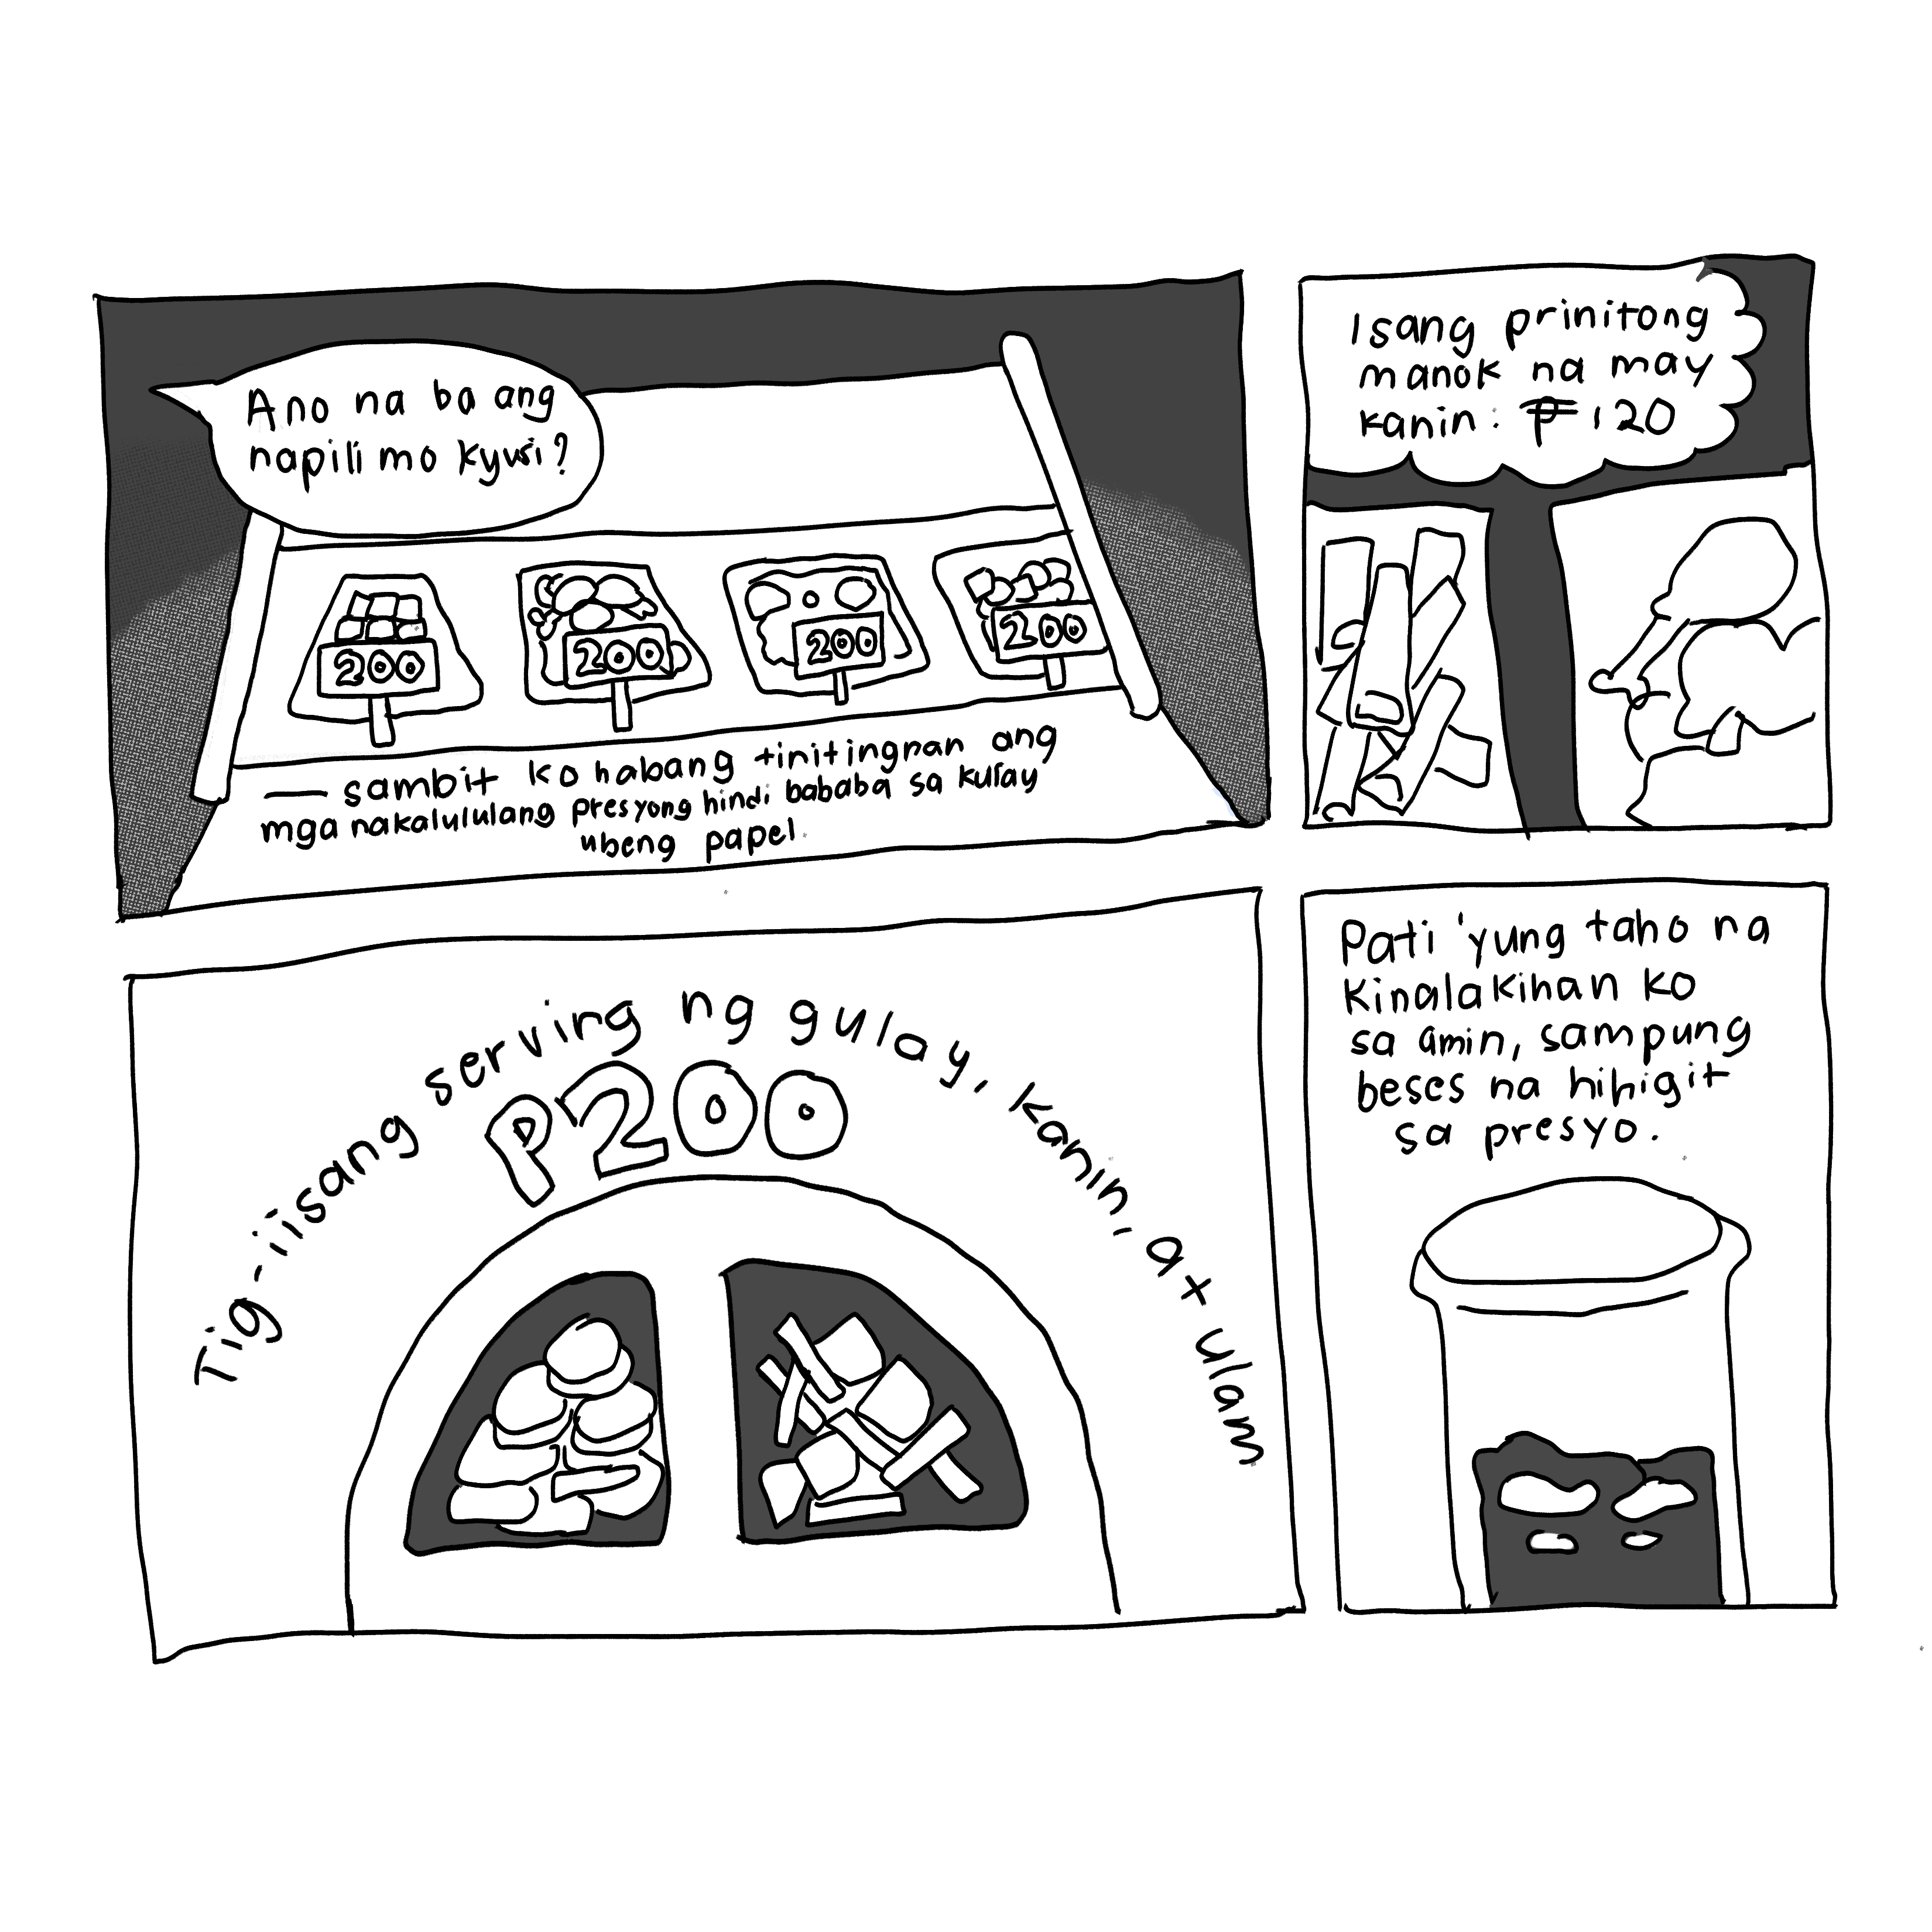 Ano na ba ang
napili mo kyusi?
200
200
200
200
— sambit ko habang tinitingnan ang
mga nakalululang presyong hindi bababa sa kulay
ubeng papel.
Isang prinitong
manok na may
kanin: ₱120
Tig-iisang serving ng gulay, kanin, at ulam
P200
Pati 'yung taho na
kinalakihan ko
sa amin, sampung
beses na hihigit
sa presyo.